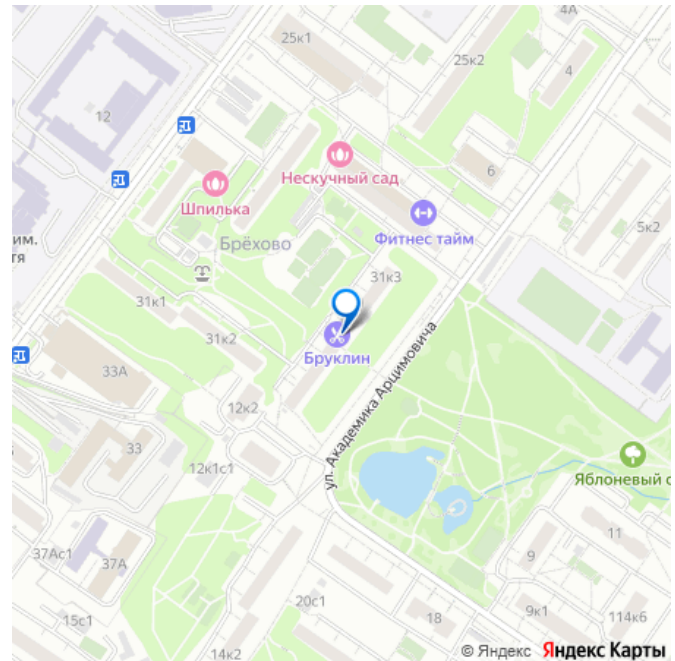 4А
25к1
25к2
4
12
6
Нескучный сад
Шпилька
Фитнес тайм
5к2
им.
тя
Брёхово
31к3
31к1
31к2
Бруклин
ул. Академика Арцимовича
33А
12к2
33
12к1с1
Яблоневый с
37Ас1
37А
11
9
20с1
15с1
18
9к1
114к6
14к2
© Яндекс Яндекс Карты